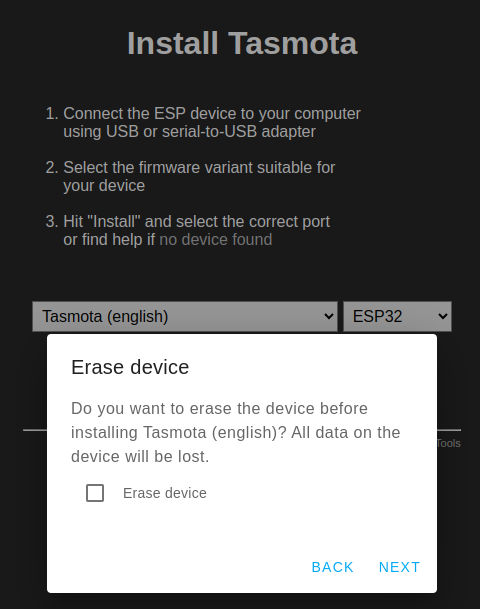 Install Tasmota
1. Connect the ESP device to your computer
using USB or serial-to-USB adapter
2. Select the firmware variant suitable for
your device
3. Hit "Install" and select the correct port
or find help if no device found
Tasmota (english)
ESP32
Tools
Erase device
Do you want to erase the device before
installing Tasmota (english)? All data on the
device will be lost.
Erase device
BACK
NEXT